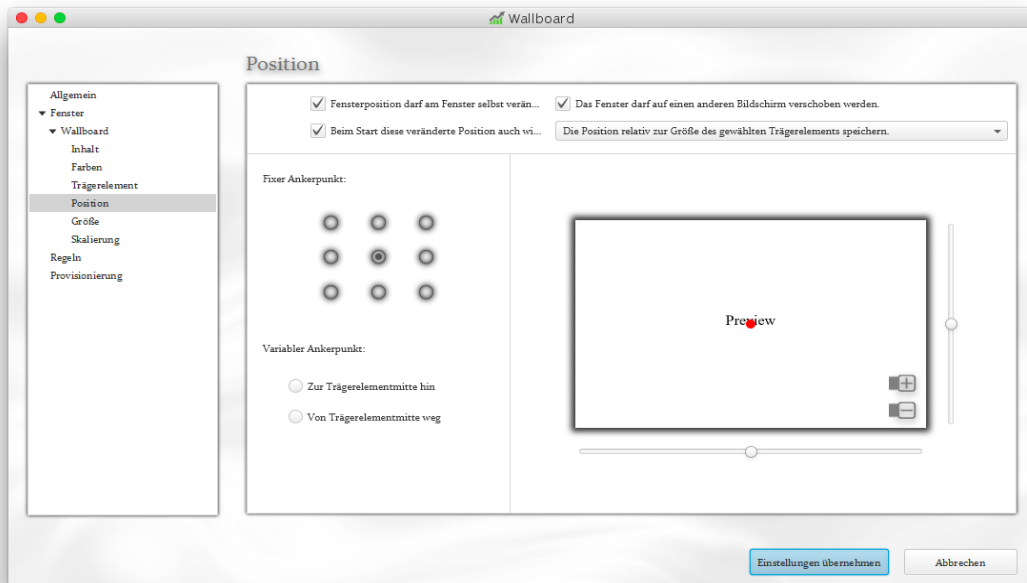 Wallboard
Position
Allgemein
Fenster
Wallboard
Inhalt
Farben
Trägerelement
Position
Größe
Skalierung
Regeln
Provisionierung
Fensterposition darf am Fenster selbst verän...
Das Fenster darf auf einen anderen Bildschirm verschoben werden.
Beim Start diese veränderte Position auch wi...
Die Position relativ zur Größe des gewählten Trägerelements speichern.
Fixer Ankerpunkt:
Variabler Ankerpunkt:
Zur Trägerelementmitte hin
Von Trägerelementmitte weg
Preview
Einstellungen übernehmen
Abbrechen